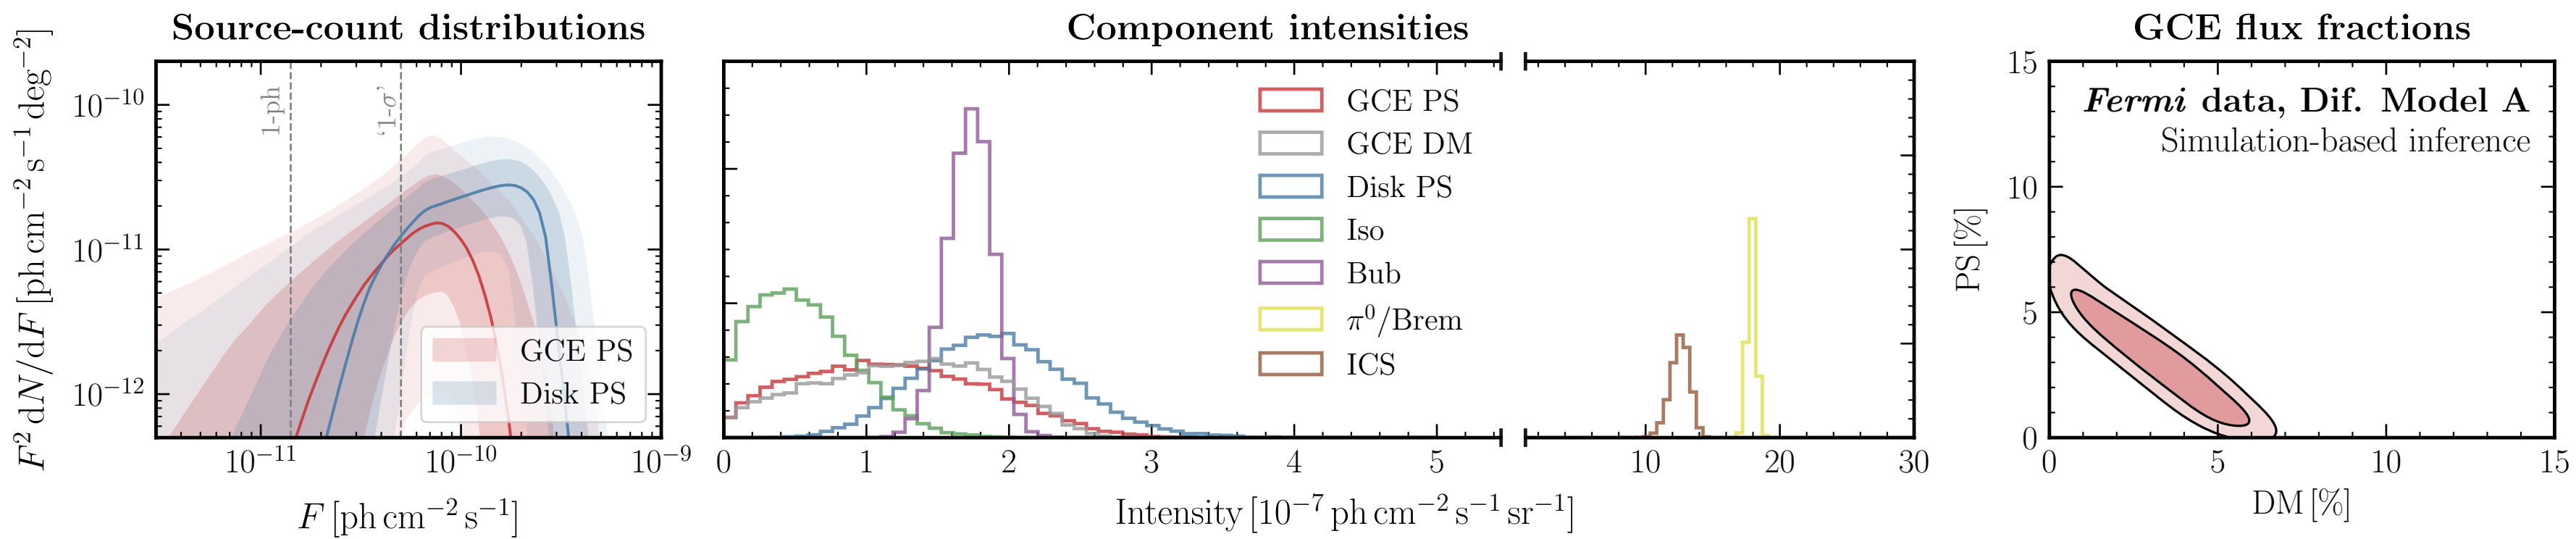 Source-count distributions
F² dN/dF [ph cm⁻² s⁻¹ deg⁻²]
10⁻¹⁰
10⁻¹¹
10⁻¹²
1-ph
‘1-σ’
GCE PS
Disk PS
10⁻¹¹ 10⁻¹⁰ 10⁻⁹
F [ph cm⁻² s⁻¹]
Component intensities
GCE PS
GCE DM
Disk PS
Iso
Bub
π⁰/Brem
ICS
0 1 2 3 4 5 10 20 30
Intensity [10⁻⁷ ph cm⁻² s⁻¹ sr⁻¹]
GCE flux fractions
Fermi data, Dif. Model A
Simulation-based inference
PS [%]
15
10
5
0
0 5 10 15
DM [%]